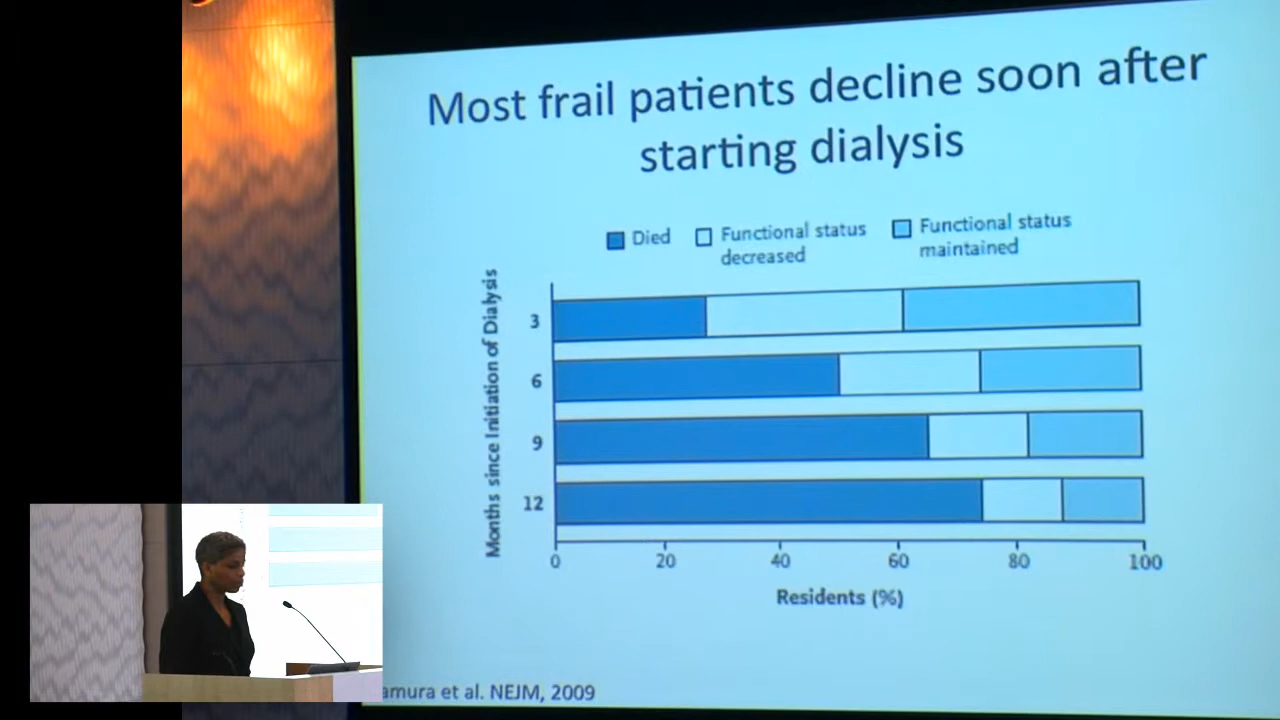 Most frail patients decline soon after
starting dialysis
Died
Functional status
decreased
Functional status
maintained
Months since Initiation of Dialysis
3
6
9
12
0 20 40 60 80 100
Residents (%)
amura et al. NEJM, 2009